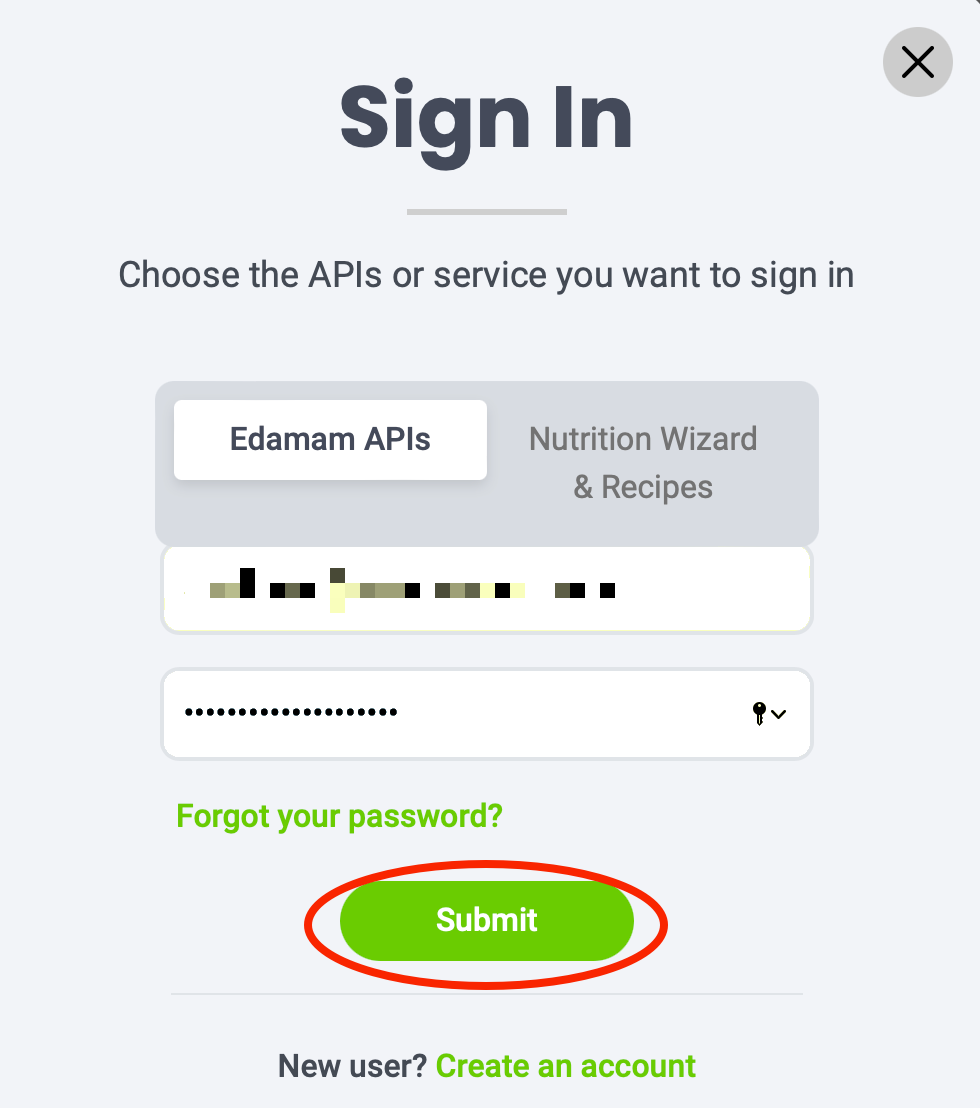 Sign In
Choose the APIs or service you want to sign in
Edamam APIs
Nutrition Wizard
& Recipes
Forgot your password?
Submit
New user? Create an account